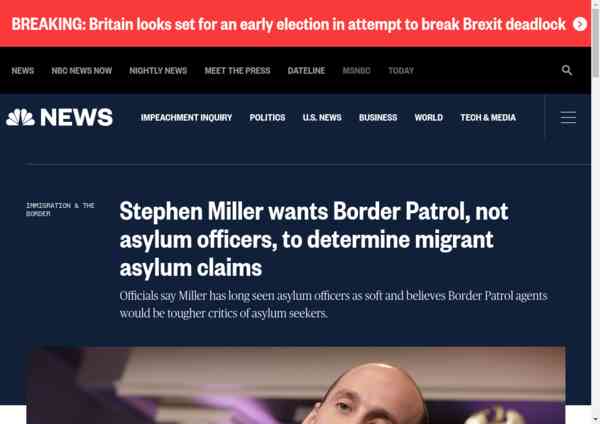 BREAKING: Britain looks set for an early election in attempt to break Brexit deadlock
NEWS NBC NEWS NOW NIGHTLY NEWS MEET THE PRESS DATELINE MSNBC TODAY
NEWS IMPEACHMENT INQUIRY POLITICS U.S. NEWS BUSINESS WORLD TECH & MEDIA
IMMIGRATION & THE
BORDER
Stephen Miller wants Border Patrol, not
asylum officers, to determine migrant
asylum claims
Officials say Miller has long seen asylum officers as soft and believes Border Patrol agents
would be tougher critics of asylum seekers.